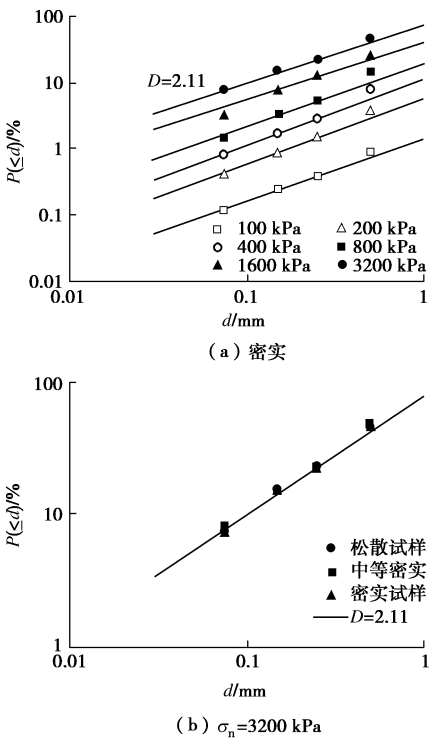 100
10
1
0.1
0.01
P(≤d)/%
D=2.11
□ 100 kPa △ 200 kPa
○ 400 kPa ■ 800 kPa
▲ 1600 kPa ● 3200 kPa
0.01 0.1 1
d/mm
（a）密实
100
10
1
P(≤d)/%
● 松散试样
■ 中等密实
▲ 密实试样
D=2.11
0.01 0.1 1
d/mm
（b）σn=3200 kPa